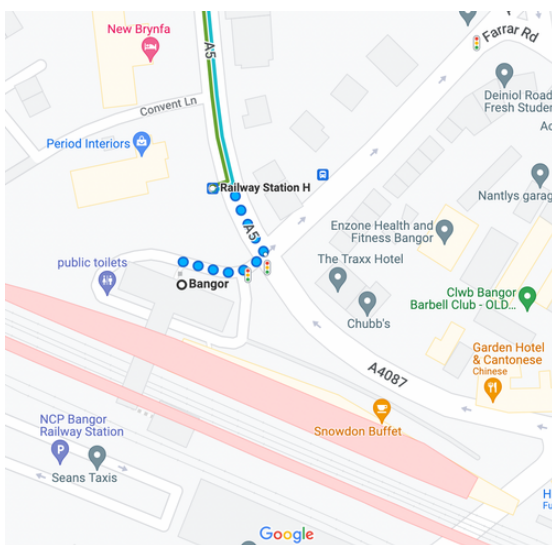 New Brynfa
A5
Farrar Rd
Deiniol Road
Fresh Studen
Convent Ln
Ac
Period Interiors
Railway Station H
Nantlys garag
A5
Enzone Health and
Fitness Bangor
public toilets
The Traxx Hotel
Bangor
Clwb Bangor
Barbell Club - OLD...
Chubb's
Garden Hotel
& Cantonese
Chinese
A4087
NCP Bangor
Railway Station
P
Snowdon Buffet
Seans Taxis
H
Fu
Google